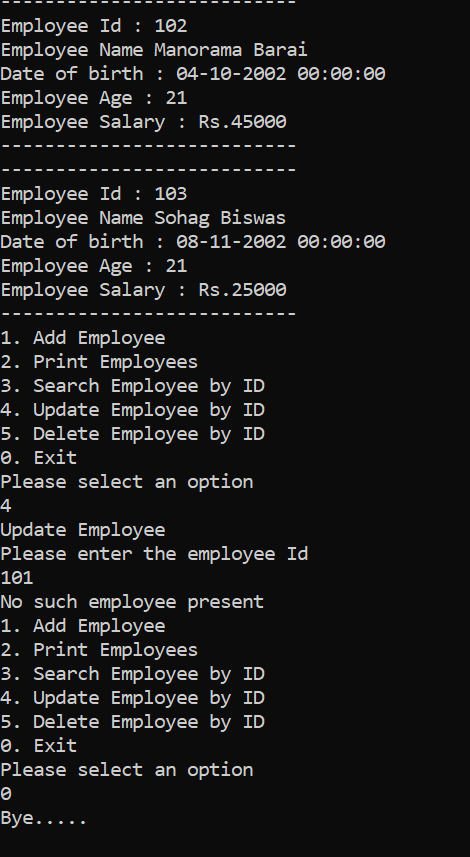 ---------------------------
Employee Id : 102
Employee Name Manorama Barai
Date of birth : 04-10-2002 00:00:00
Employee Age : 21
Employee Salary : Rs.45000
---------------------------
---------------------------
Employee Id : 103
Employee Name Sohag Biswas
Date of birth : 08-11-2002 00:00:00
Employee Age : 21
Employee Salary : Rs.25000
---------------------------
1. Add Employee
2. Print Employees
3. Search Employee by ID
4. Update Employee by ID
5. Delete Employee by ID
0. Exit
Please select an option
4
Update Employee
Please enter the employee Id
101
No such employee present
1. Add Employee
2. Print Employees
3. Search Employee by ID
4. Update Employee by ID
5. Delete Employee by ID
0. Exit
Please select an option
0
Bye.....